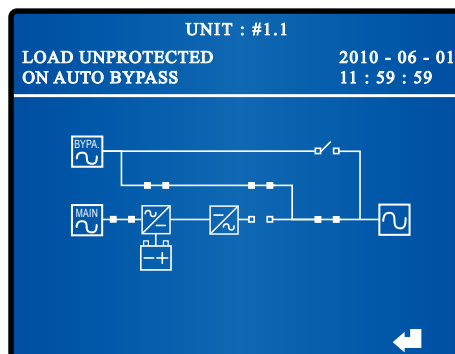 UNIT : #1.1
LOAD UNPROTECTED 2010 - 06 - 01
ON AUTO BYPASS 11 : 59 : 59
BYPA.
MAIN